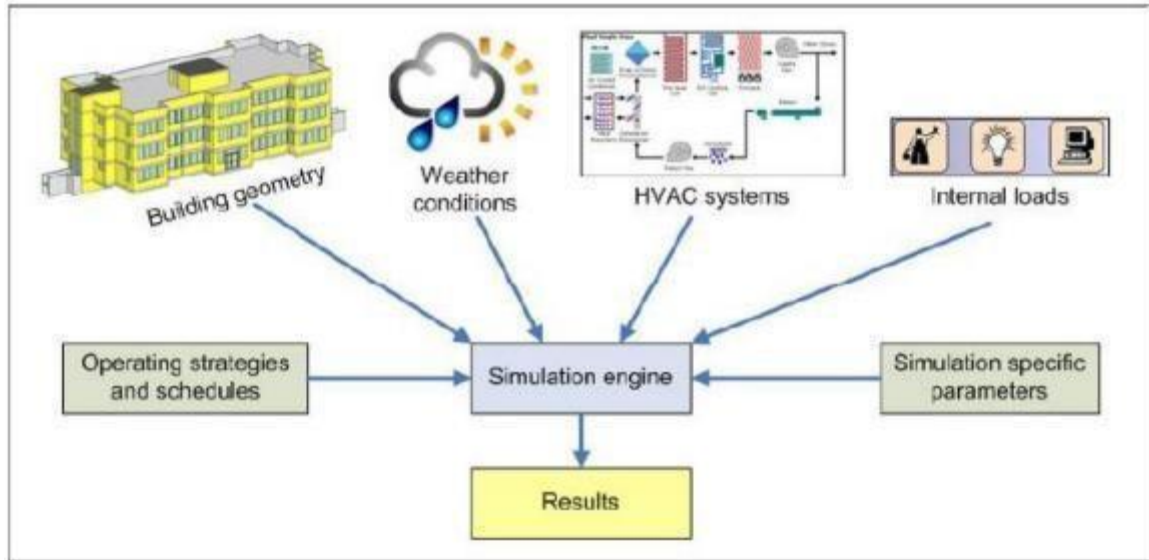 Building geometry
Weather
conditions
HVAC systems
Internal loads
Operating strategies
and schedules
Simulation engine
Simulation specific
parameters
Results